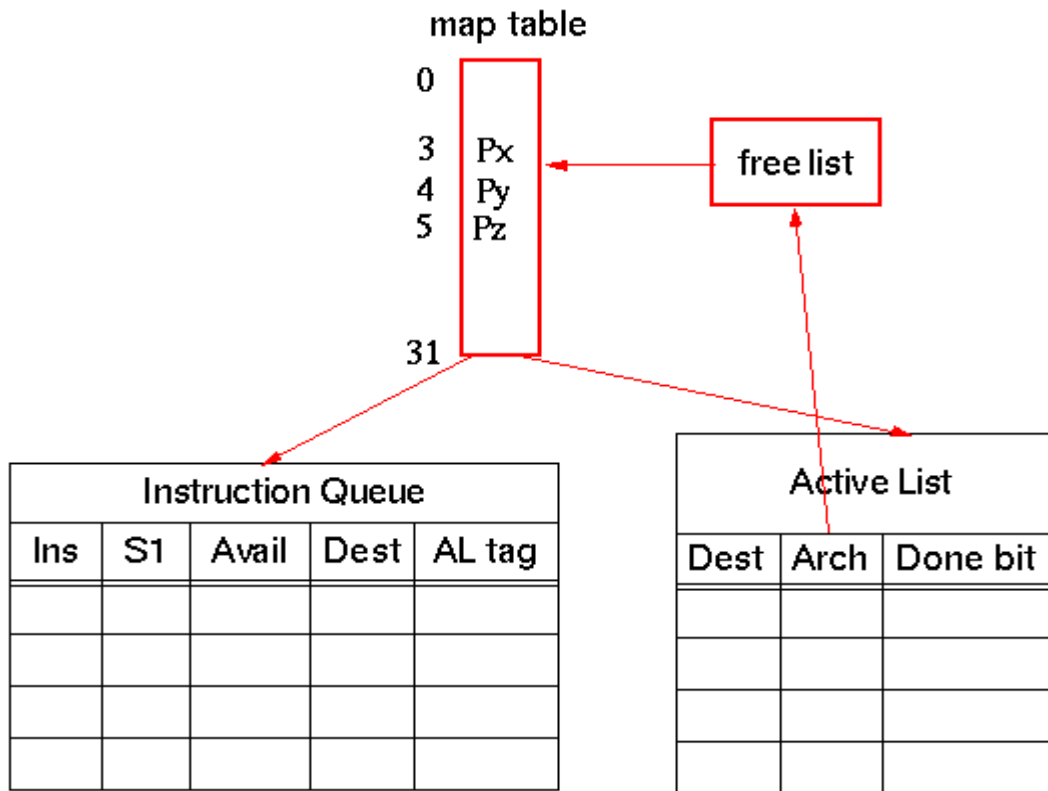 map table
0
3 Px
4 Py
5 Pz
31
free list
Instruction Queue
Ins S1 Avail Dest AL tag
Active List
Dest Arch Done bit